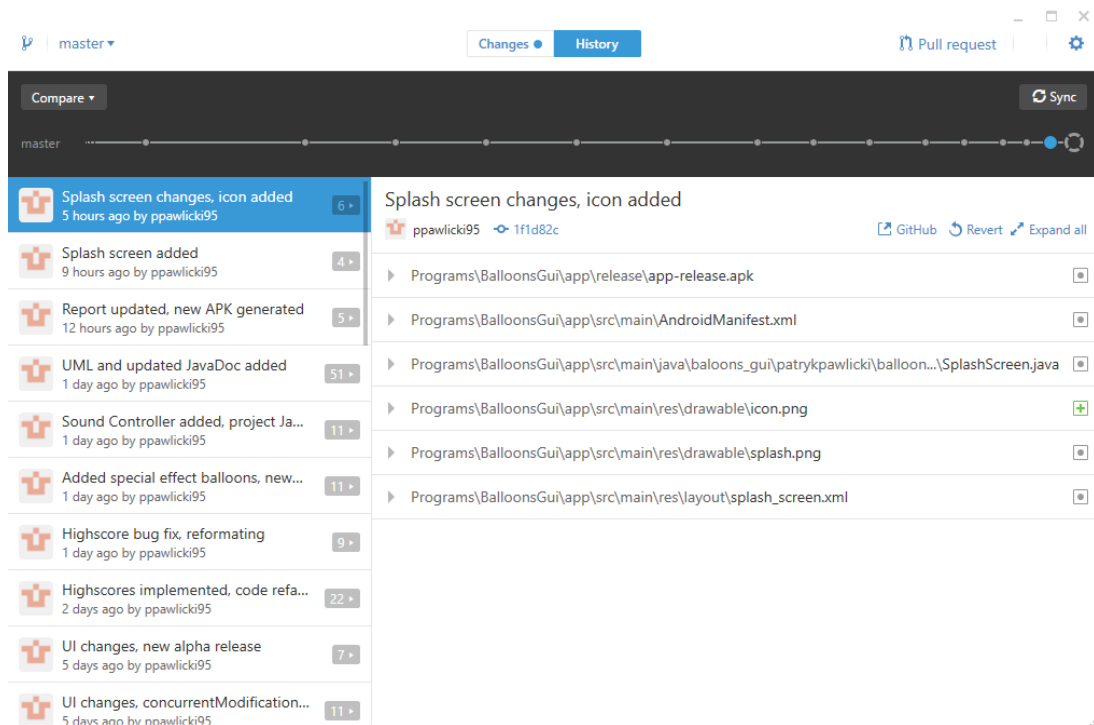 master
Changes
History
Pull request
Compare
Sync
master
Splash screen changes, icon added
5 hours ago by ppawlicki95
6
Splash screen added
9 hours ago by ppawlicki95
4
Report updated, new APK generated
12 hours ago by ppawlicki95
5
UML and updated JavaDoc added
1 day ago by ppawlicki95
51
Sound Controller added, project Ja...
1 day ago by ppawlicki95
11
Added special effect balloons, new...
1 day ago by ppawlicki95
11
Highscore bug fix, reformating
1 day ago by ppawlicki95
9
Highscores implemented, code refa...
2 days ago by ppawlicki95
22
UI changes, new alpha release
5 days ago by ppawlicki95
7
UI changes, concurrentModification...
5 days ago by ppawlicki95
11
Splash screen changes, icon added
ppawlicki95 1f1d82c
GitHub Revert Expand all
Programs\BalloonsGui\app\release\app-release.apk
Programs\BalloonsGui\app\src\main\AndroidManifest.xml
Programs\BalloonsGui\app\src\main\java\baloons_gui\patrykpawlicki\balloon...\SplashScreen.java
Programs\BalloonsGui\app\src\main\res\drawable\icon.png
Programs\BalloonsGui\app\src\main\res\drawable\splash.png
Programs\BalloonsGui\app\src\main\res\layout\splash_screen.xml